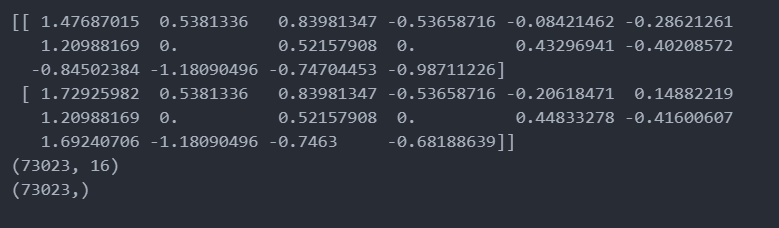 [[ 1.47687015  0.5381336   0.83981347 -0.53658716 -0.08421462 -0.28621261
   1.20988169  0.          0.52157908  0.          0.43296941 -0.40208572
  -0.84502384 -1.18090496 -0.74704453 -0.98711226]
 [ 1.72925982  0.5381336   0.83981347 -0.53658716 -0.20618471  0.14882219
   1.20988169  0.          0.52157908  0.          0.44833278 -0.41600607
   1.69240706 -1.18090496 -0.7463     -0.68188639]]
(73023, 16)
(73023,)